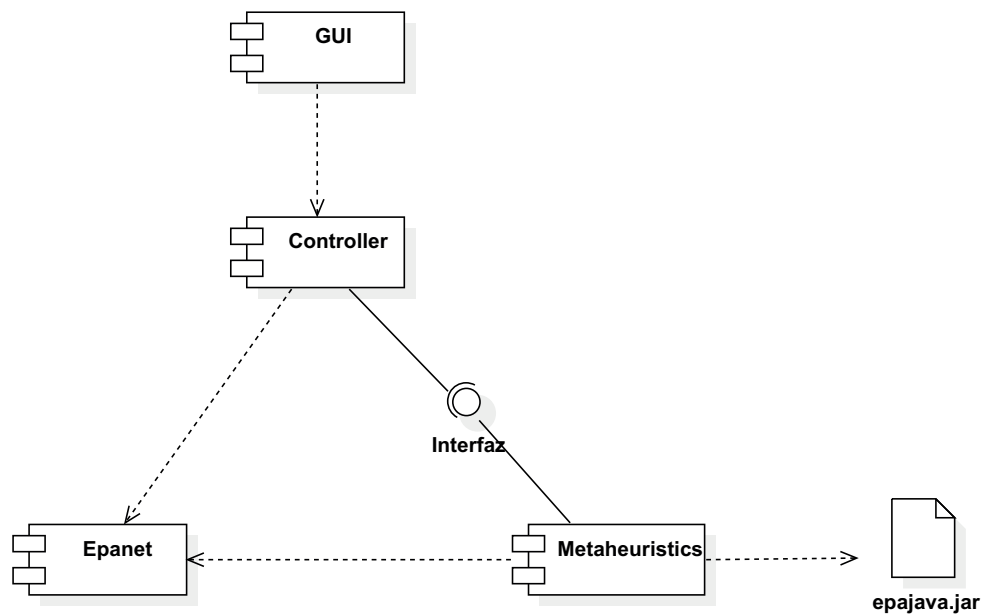 GUI
Controller
Interfaz
Epanet
Metaheuristics
epajava.jar